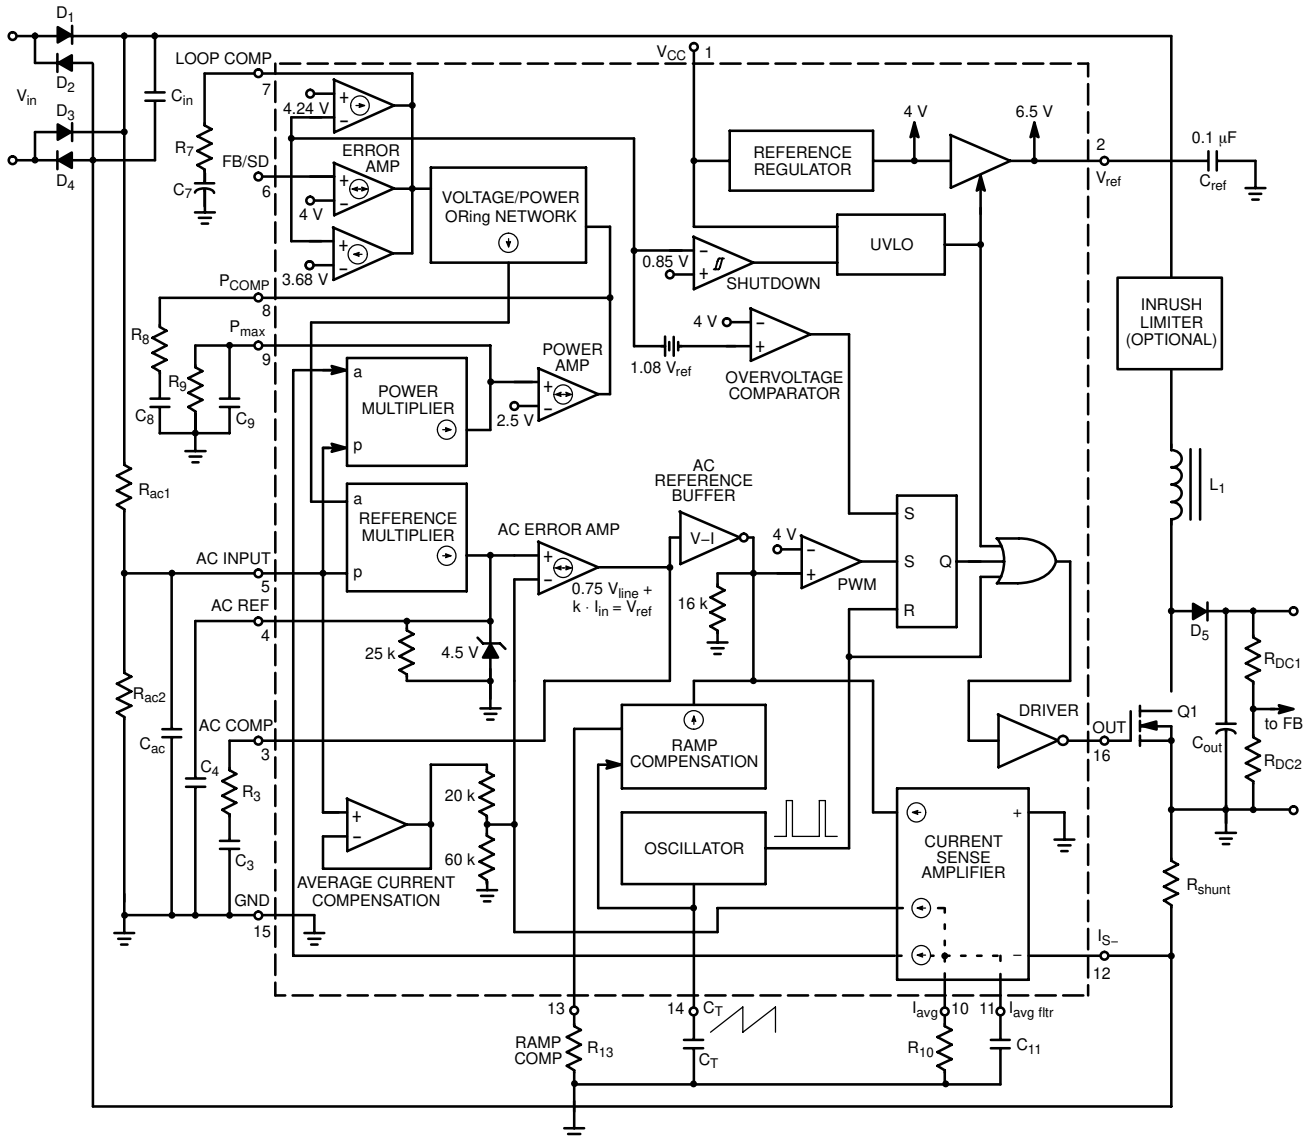 D1
D2
Vin
D3
D4
Cin
LOOP COMP
7
R7
C7
FB/SD
6
4.24 V
+
−
ERROR
AMP
+
−
4 V
+
−
3.68 V
VOLTAGE/POWER
ORing NETWORK
VCC
1
REFERENCE
REGULATOR
4 V
6.5 V
2
Vref
0.1 µF
Cref
UVLO
−
+
0.85 V
SHUTDOWN
4 V
−
+
1.08 Vref
OVERVOLTAGE
COMPARATOR
INRUSH
LIMITER
(OPTIONAL)
PCOMP
8
R8
Pmax
9
R9
C8
C9
a
POWER
MULTIPLIER
p
POWER
AMP
+
−
2.5 V
Rac1
a
REFERENCE
MULTIPLIER
p
AC ERROR AMP
+
−
0.75 Vline +
k · Iin = Vref
AC
REFERENCE
BUFFER
V–I
4 V
−
+
PWM
16 k
S
S
Q
R
L1
AC INPUT
5
AC REF
4
25 k
4.5 V
D5
RDC1
to FB
RDC2
Cout
Rac2
Cac
C4
AC COMP
3
R3
C3
RAMP
COMPENSATION
DRIVER
OUT
16
Q1
20 k
60 k
+
−
AVERAGE CURRENT
COMPENSATION
OSCILLATOR
+
CURRENT
SENSE
AMPLIFIER
−
Rshunt
GND
15
IS−
12
13
RAMP
COMP
R13
14
CT
CT
Iavg
10
R10
11
Iavg fltr
C11